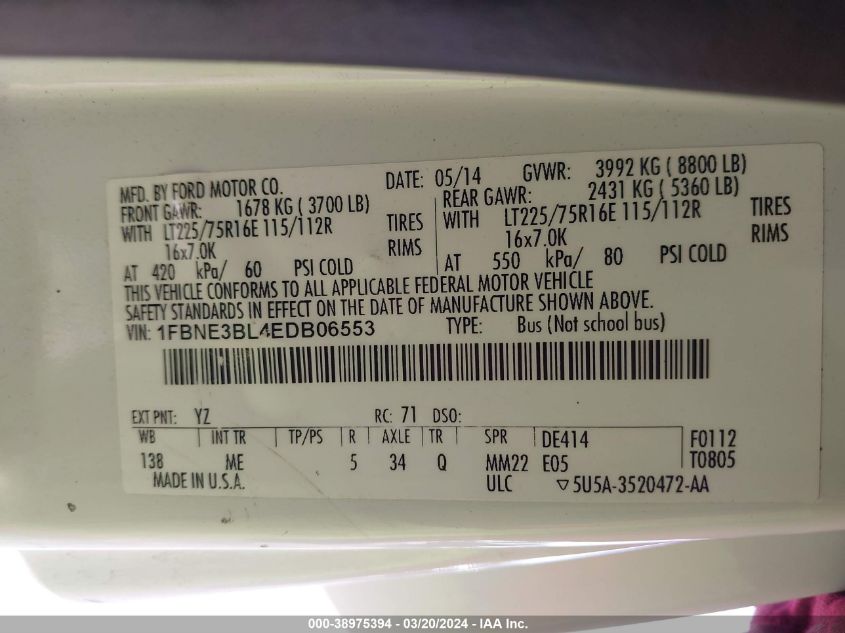 MFD. BY FORD MOTOR CO. DATE: 05/14 GVWR: 3992 KG ( 8800 LB)
FRONT GAWR: 1678 KG ( 3700 LB) REAR GAWR: 2431 KG ( 5360 LB)
WITH LT225/75R16E 115/112R TIRES WITH LT225/75R16E 115/112R TIRES
16x7.0K RIMS 16x7.0K RIMS
AT 420 kPa/ 60 PSI COLD AT 550 kPa/ 80 PSI COLD
THIS VEHICLE CONFORMS TO ALL APPLICABLE FEDERAL MOTOR VEHICLE
SAFETY STANDARDS IN EFFECT ON THE DATE OF MANUFACTURE SHOWN ABOVE.
VIN: 1FBNE3BL4EDB06553 TYPE: Bus (Not school bus)
EXT PNT: YZ RC: 71 DSO:
WB INT TR TP/PS R AXLE TR SPR DE414 F0112
138 ME 5 34 Q MM22 E05 T0805
MADE IN U.S.A. ULC ▽5U5A-3520472-AA
000-38975394 - 03/20/2024 - IAA Inc.